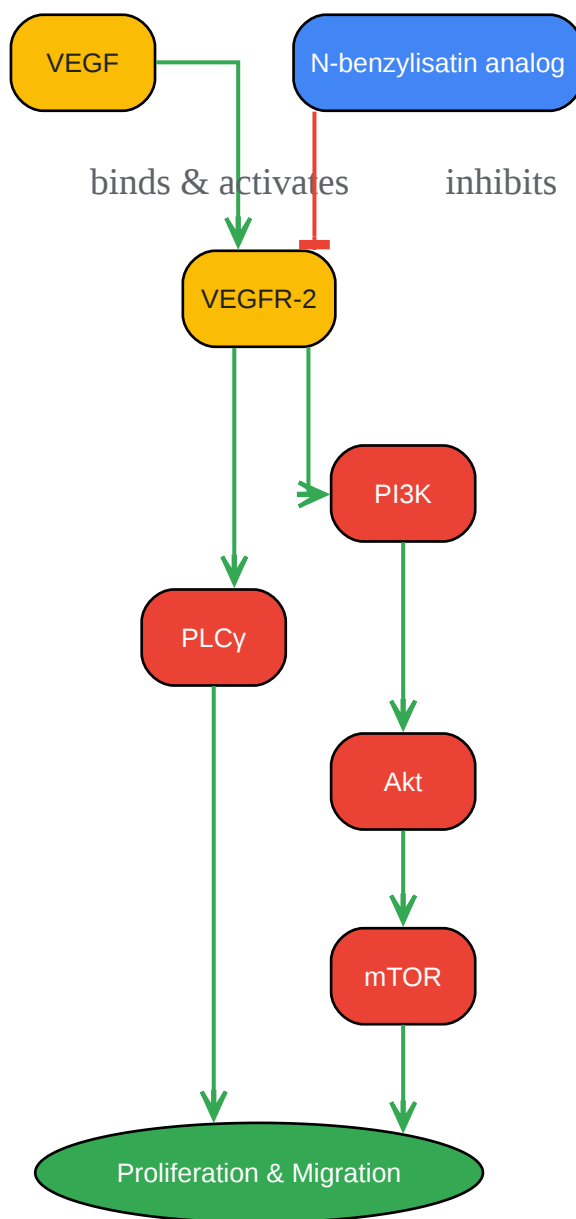 VEGF
N-benzylisatin analog
binds & activates
inhibits
VEGFR-2
PI3K
PLCγ
Akt
mTOR
Proliferation & Migration